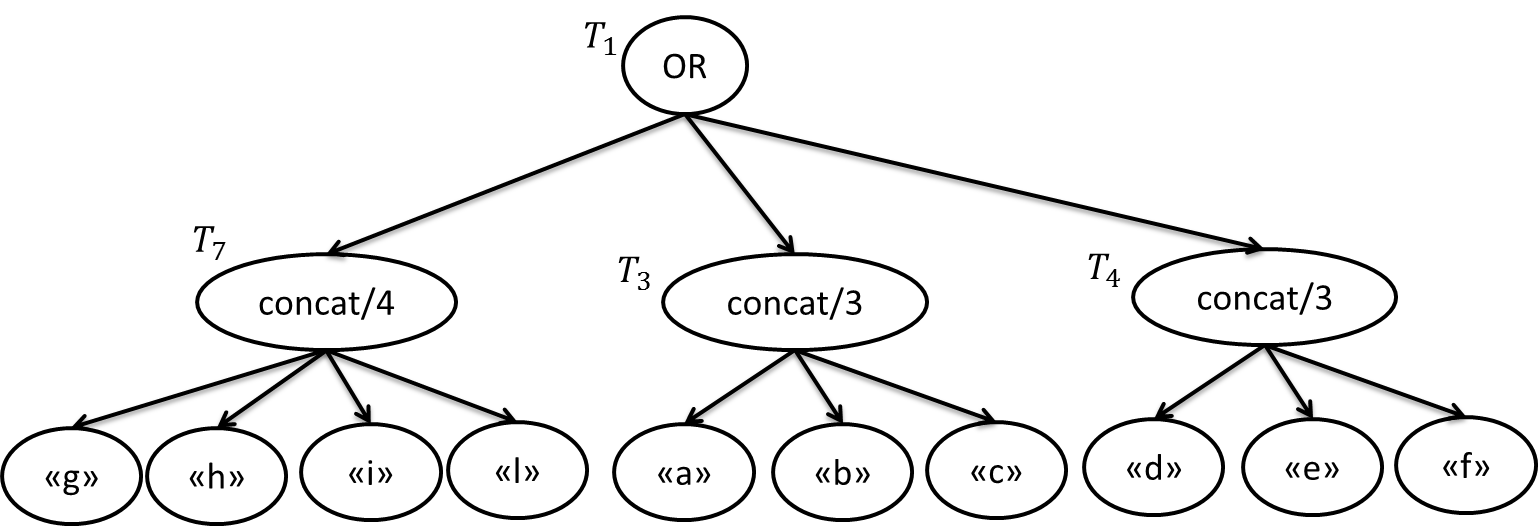 T1
OR
T7
concat/4
T3
concat/3
T4
concat/3
«g» «h» «i» «l» «a» «b» «c» «d» «e» «f»